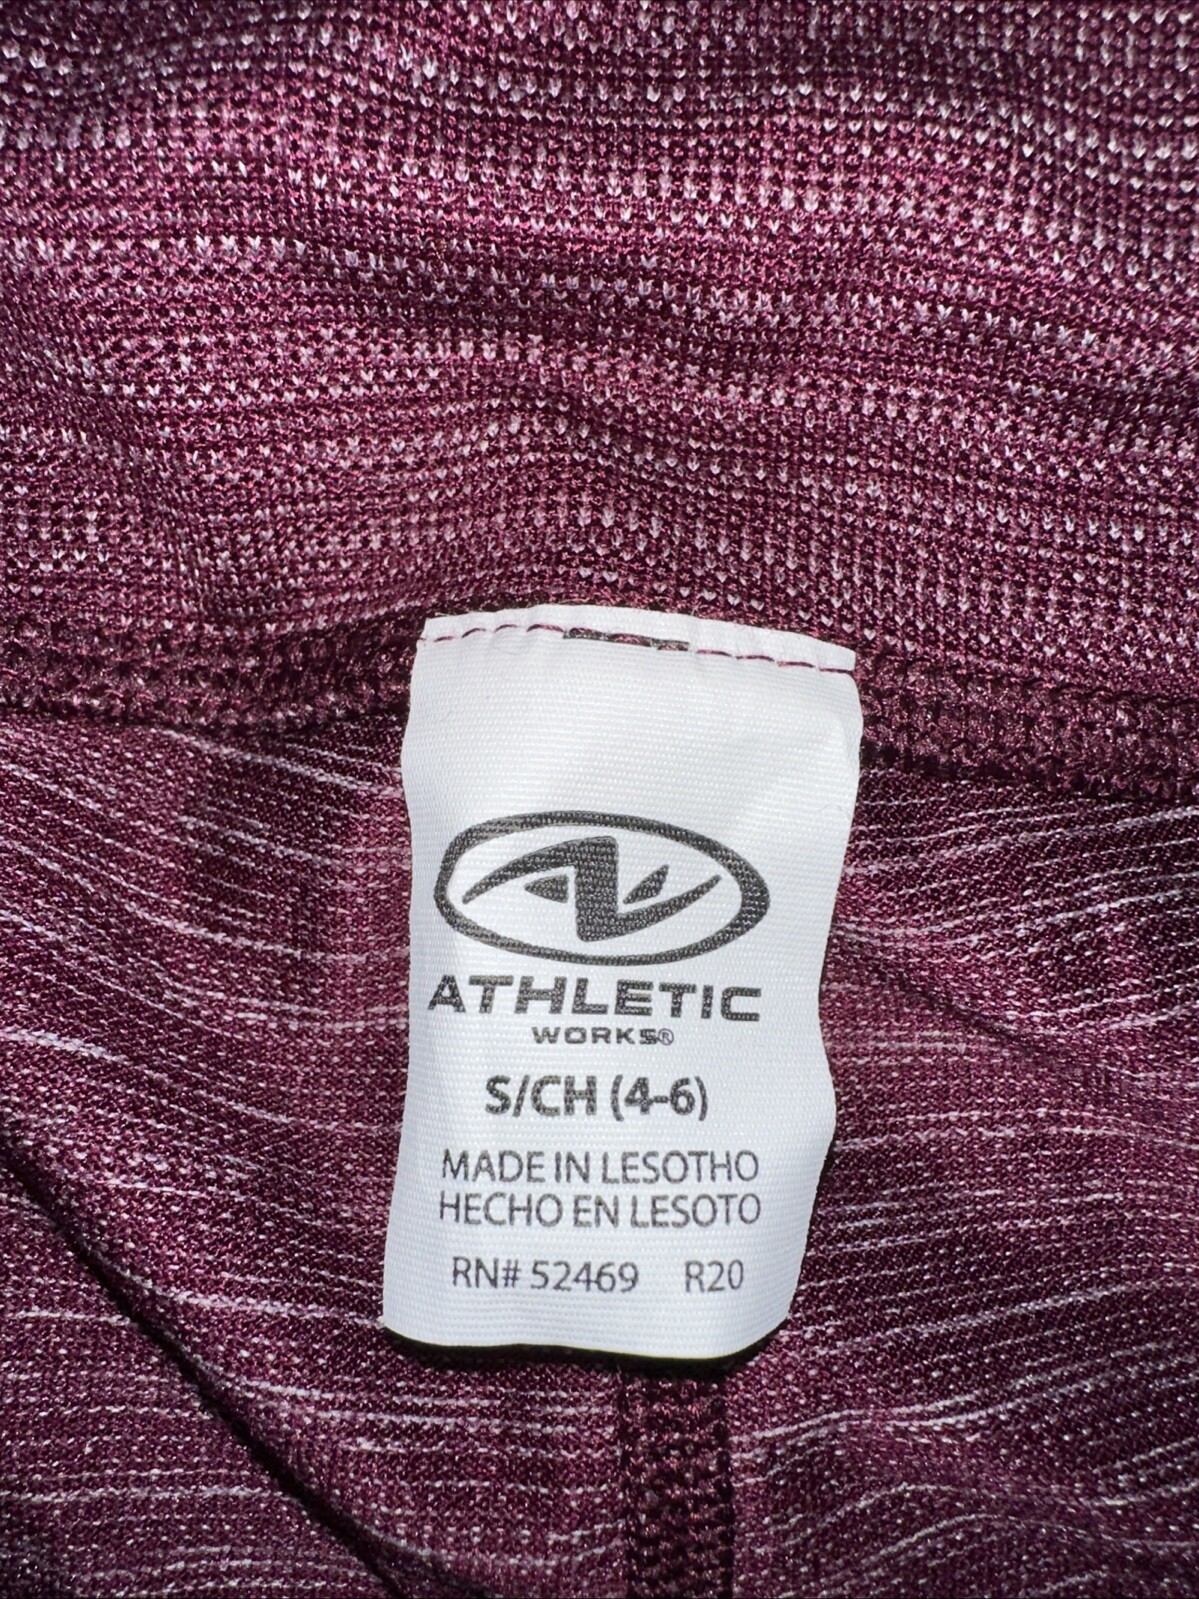 ATHLETIC
WORKS®
S/CH (4-6)
MADE IN LESOTHO
HECHO EN LESOTO
RN# 52469 R20